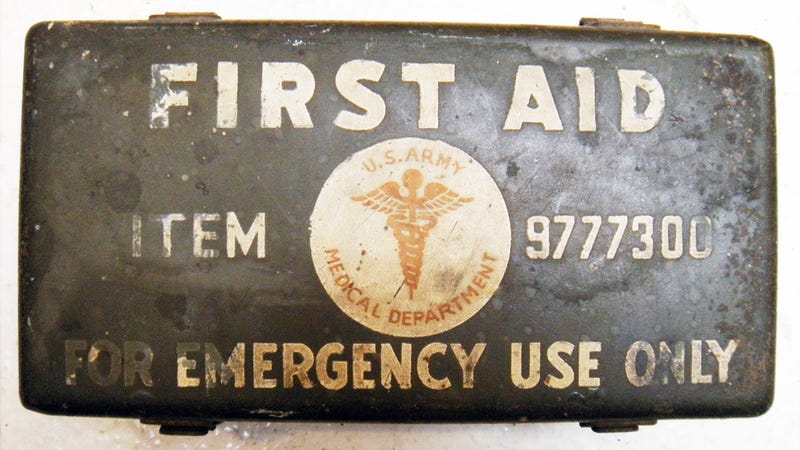 FIRST AID
U.S. ARMY
ITEM 9777300
MEDICAL DEPARTMENT
FOR EMERGENCY USE ONLY